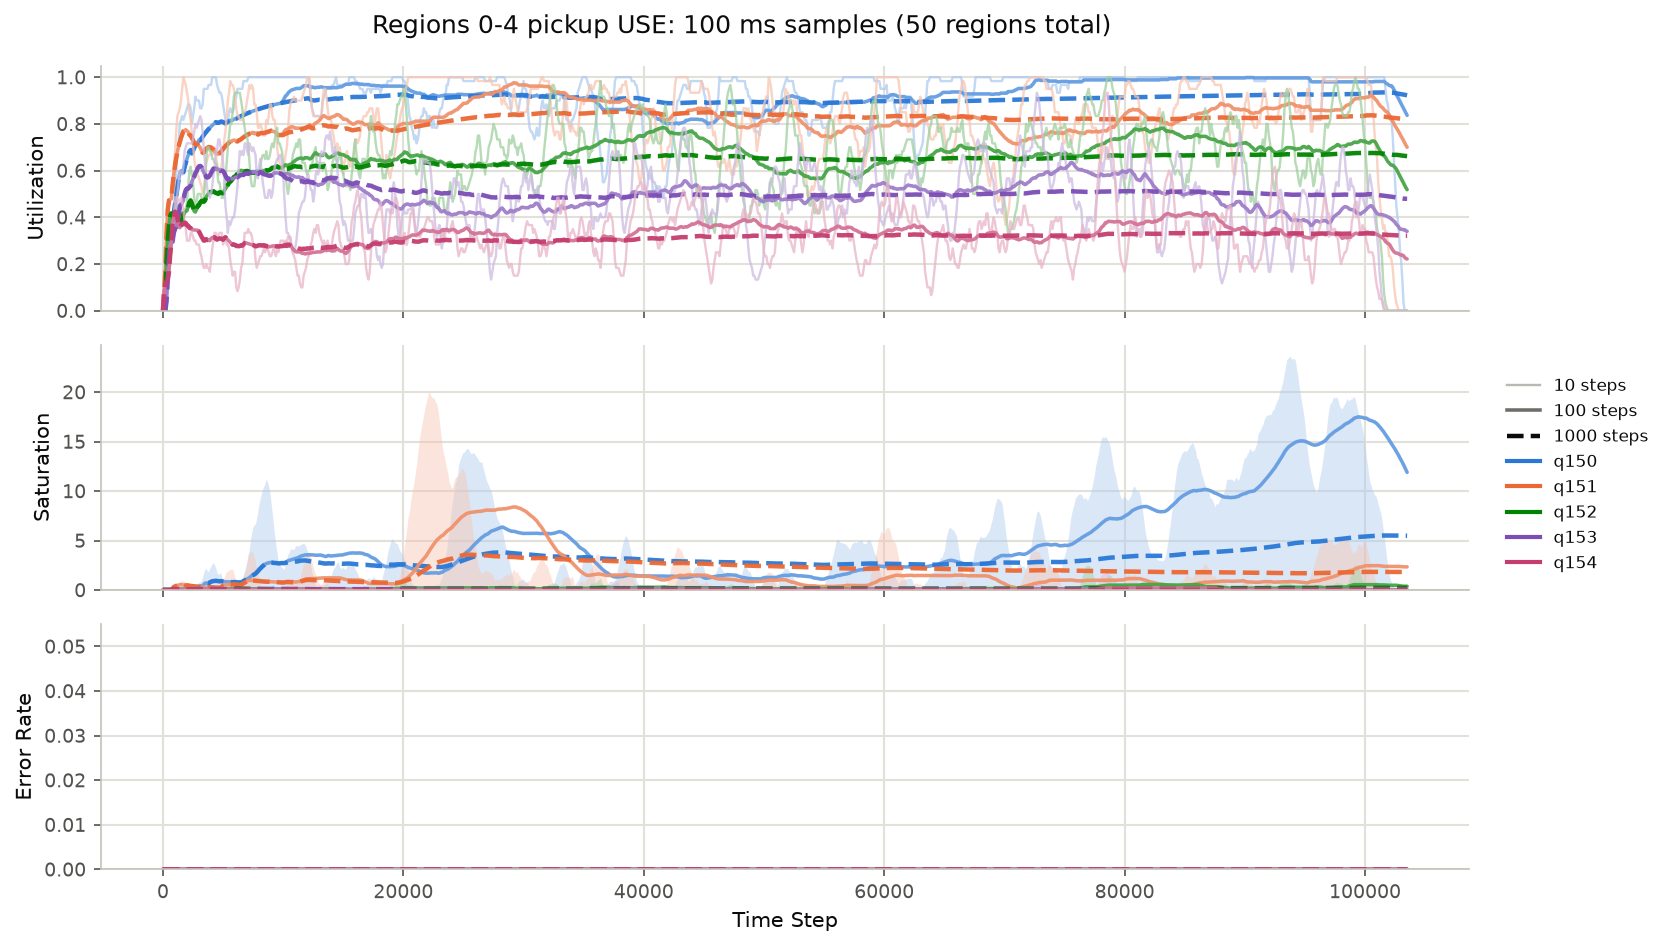 Regions 0-4 pickup USE: 100 ms samples (50 regions total)
Utilization
1.0
0.8
0.6
0.4
0.2
0.0
Saturation
20
15
10
5
0
Error Rate
0.05
0.04
0.03
0.02
0.01
0.00
0
20000
40000
60000
80000
100000
Time Step
10 steps
100 steps
1000 steps
q150
q151
q152
q153
q154